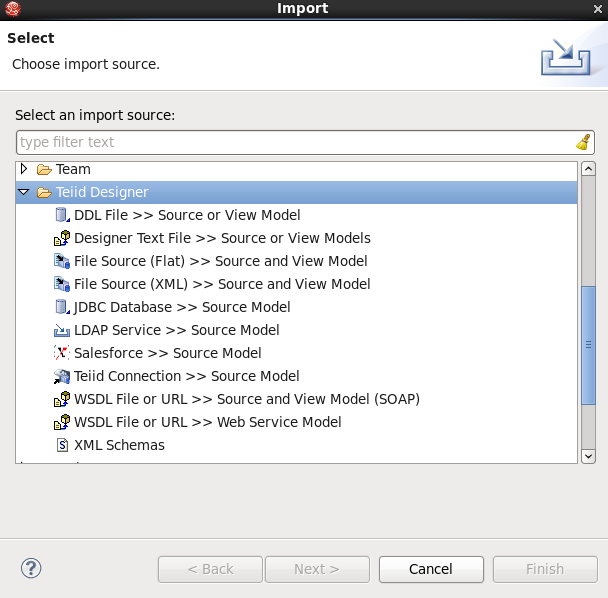 Import
Select
Choose import source.
Select an import source:
type filter text
Team
Teiid Designer
DDL File >> Source or View Model
Designer Text File >> Source or View Models
File Source (Flat) >> Source and View Model
File Source (XML) >> Source and View Model
JDBC Database >> Source Model
LDAP Service >> Source Model
Salesforce >> Source Model
Teiid Connection >> Source Model
WSDL File or URL >> Source and View Model (SOAP)
WSDL File or URL >> Web Service Model
XML Schemas
< Back
Next >
Cancel
Finish